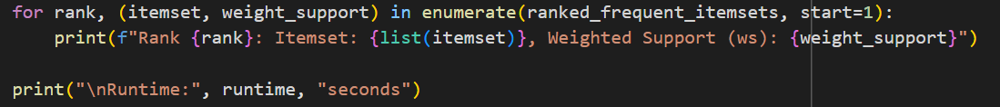 for rank, (itemset, weight_support) in enumerate(ranked_frequent_itemsets, start=1):
    print(f"Rank {rank}: Itemset: {list(itemset)}, Weighted Support (ws): {weight_support}")
print("\nRuntime:", runtime, "seconds")